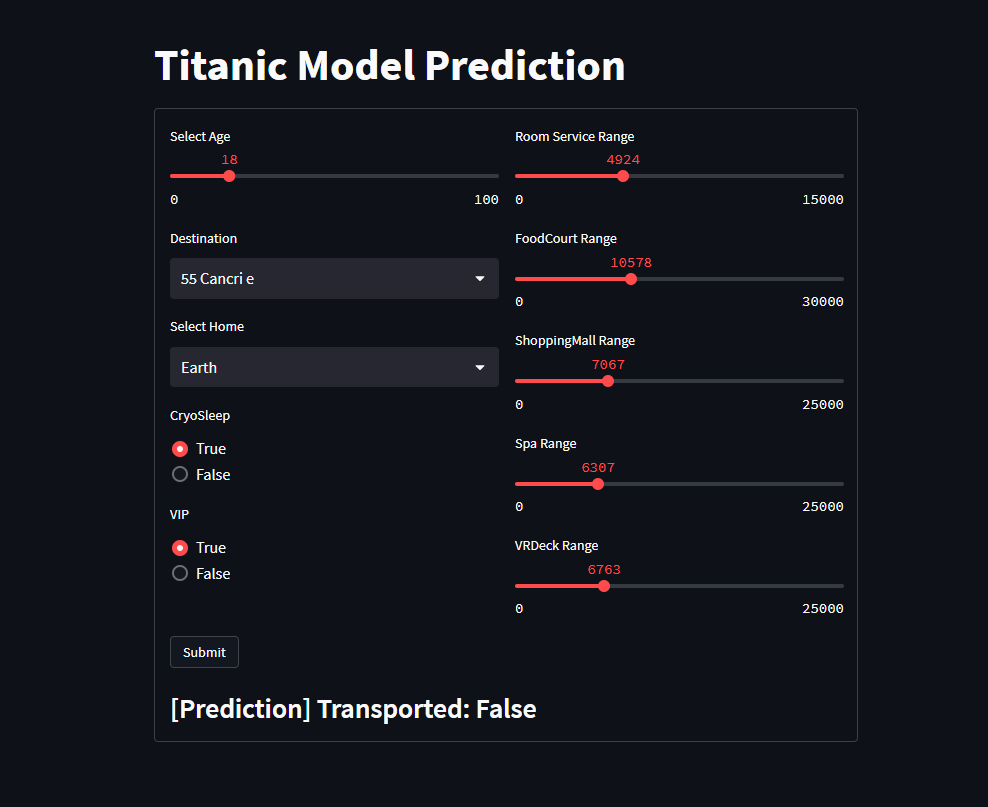 Titanic Model Prediction
Select Age
18
0 100
Destination
55 Cancri e
Select Home
Earth
CryoSleep
True
False
VIP
True
False
Room Service Range
4924
0 15000
FoodCourt Range
10578
0 30000
ShoppingMall Range
7067
0 25000
Spa Range
6307
0 25000
VRDeck Range
6763
0 25000
Submit
[Prediction] Transported: False